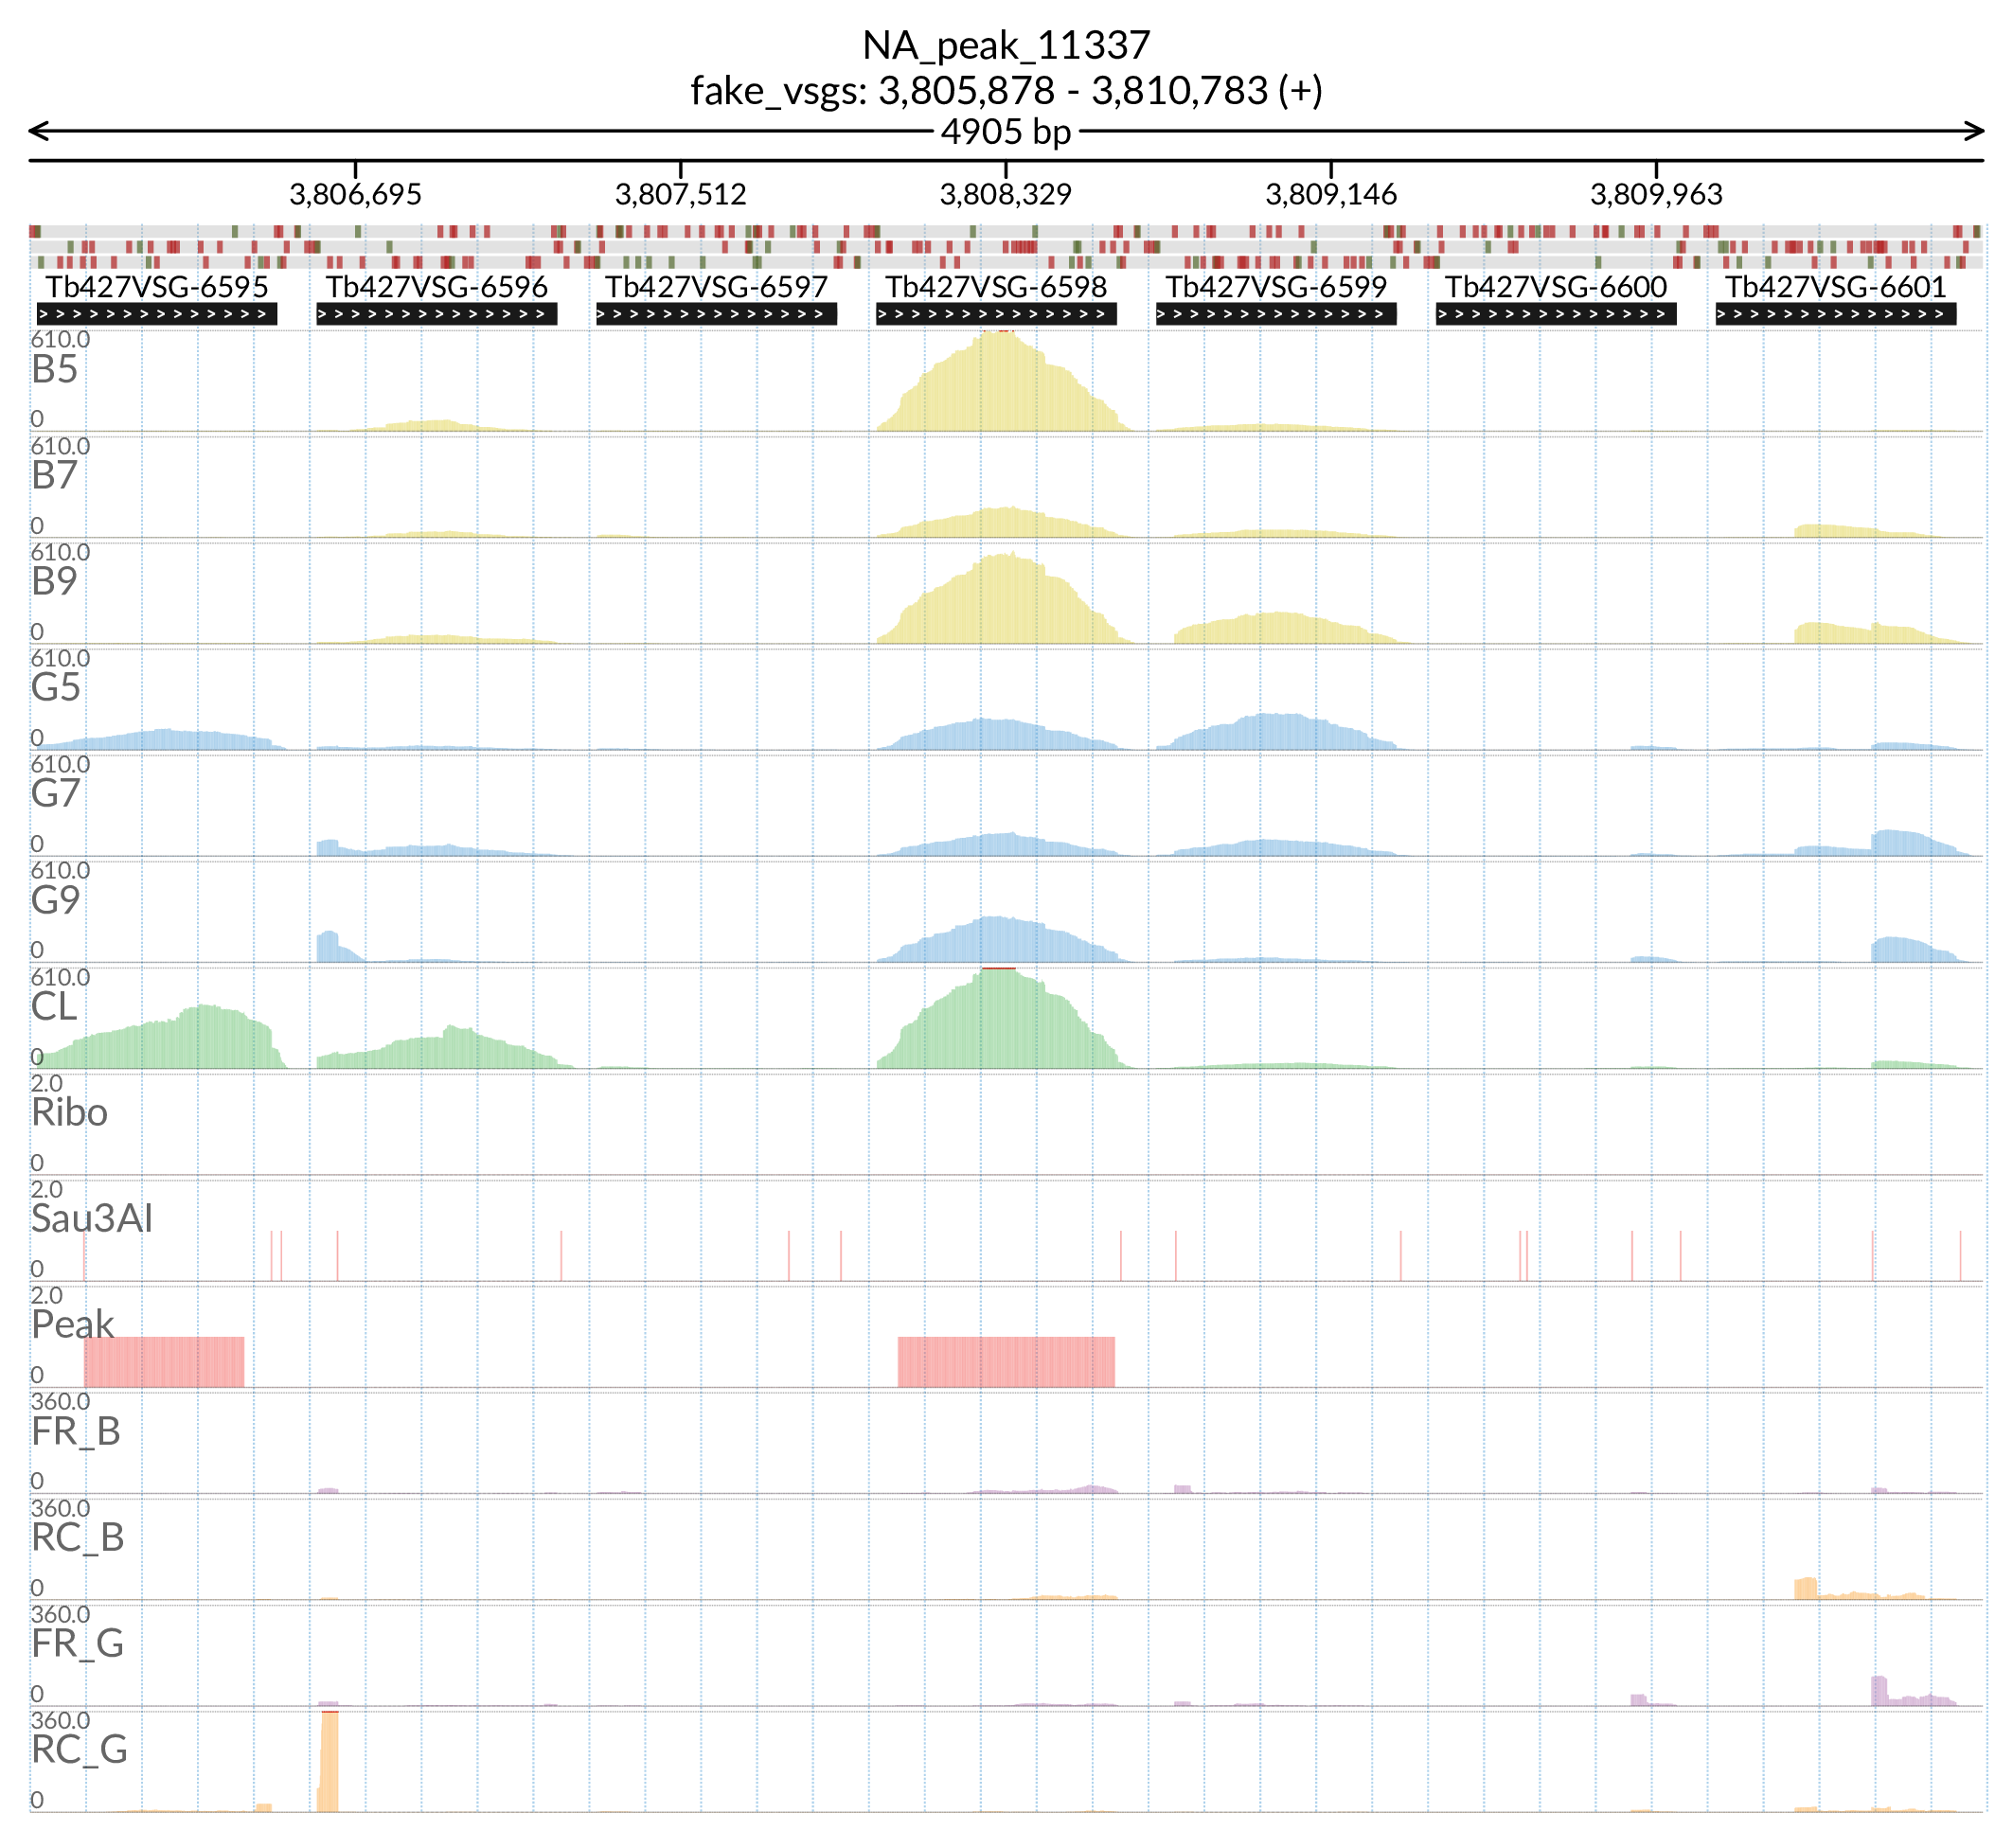 NA_peak_11337
fake_vsgs: 3,805,878 - 3,810,783 (+)
4905 bp
3,806,695 3,807,512 3,808,329 3,809,146 3,809,963
Tb427VSG-6595 Tb427VSG-6596 Tb427VSG-6597 Tb427VSG-6598 Tb427VSG-6599 Tb427VSG-6600 Tb427VSG-6601
610.0
B5
0
610.0
B7
0
610.0
B9
0
610.0
G5
0
610.0
G7
0
610.0
G9
0
610.0
CL
0
2.0
Ribo
0
2.0
Sau3AI
0
2.0
Peak
0
360.0
FR_B
0
360.0
RC_B
0
360.0
FR_G
0
360.0
RC_G
0